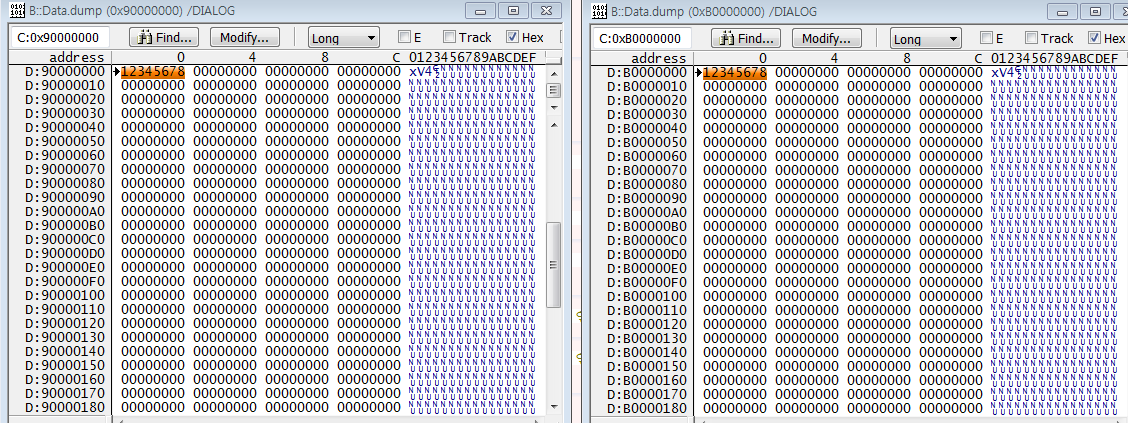 B::Data.dump (0x90000000) /DIALOG
C:0x90000000 Find... Modify... Long E Track Hex
address 0 4 8 C 0123456789ABCDEF
D:90000000 12345678 00000000 00000000 00000000 xV4
D:90000010 00000000 00000000 00000000 00000000
D:90000020 00000000 00000000 00000000 00000000
D:90000030 00000000 00000000 00000000 00000000
D:90000040 00000000 00000000 00000000 00000000
D:90000050 00000000 00000000 00000000 00000000
D:90000060 00000000 00000000 00000000 00000000
D:90000070 00000000 00000000 00000000 00000000
D:90000080 00000000 00000000 00000000 00000000
D:90000090 00000000 00000000 00000000 00000000
D:900000A0 00000000 00000000 00000000 00000000
D:900000B0 00000000 00000000 00000000 00000000
D:900000C0 00000000 00000000 00000000 00000000
D:900000D0 00000000 00000000 00000000 00000000
D:900000E0 00000000 00000000 00000000 00000000
D:900000F0 00000000 00000000 00000000 00000000
D:90000100 00000000 00000000 00000000 00000000
D:90000110 00000000 00000000 00000000 00000000
D:90000120 00000000 00000000 00000000 00000000
D:90000130 00000000 00000000 00000000 00000000
D:90000140 00000000 00000000 00000000 00000000
D:90000150 00000000 00000000 00000000 00000000
D:90000160 00000000 00000000 00000000 00000000
D:90000170 00000000 00000000 00000000 00000000
D:90000180 00000000 00000000 00000000 00000000
B::Data.dump (0xB0000000) /DIALOG
C:0xB0000000 Find... Modify... Long E Track Hex
address 0 4 8 C 0123456789ABCDEF
D:B0000000 12345678 00000000 00000000 00000000 xV4
D:B0000010 00000000 00000000 00000000 00000000
D:B0000020 00000000 00000000 00000000 00000000
D:B0000030 00000000 00000000 00000000 00000000
D:B0000040 00000000 00000000 00000000 00000000
D:B0000050 00000000 00000000 00000000 00000000
D:B0000060 00000000 00000000 00000000 00000000
D:B0000070 00000000 00000000 00000000 00000000
D:B0000080 00000000 00000000 00000000 00000000
D:B0000090 00000000 00000000 00000000 00000000
D:B00000A0 00000000 00000000 00000000 00000000
D:B00000B0 00000000 00000000 00000000 00000000
D:B00000C0 00000000 00000000 00000000 00000000
D:B00000D0 00000000 00000000 00000000 00000000
D:B00000E0 00000000 00000000 00000000 00000000
D:B00000F0 00000000 00000000 00000000 00000000
D:B0000100 00000000 00000000 00000000 00000000
D:B0000110 00000000 00000000 00000000 00000000
D:B0000120 00000000 00000000 00000000 00000000
D:B0000130 00000000 00000000 00000000 00000000
D:B0000140 00000000 00000000 00000000 00000000
D:B0000150 00000000 00000000 00000000 00000000
D:B0000160 00000000 00000000 00000000 00000000
D:B0000170 00000000 00000000 00000000 00000000
D:B0000180 00000000 00000000 00000000 00000000